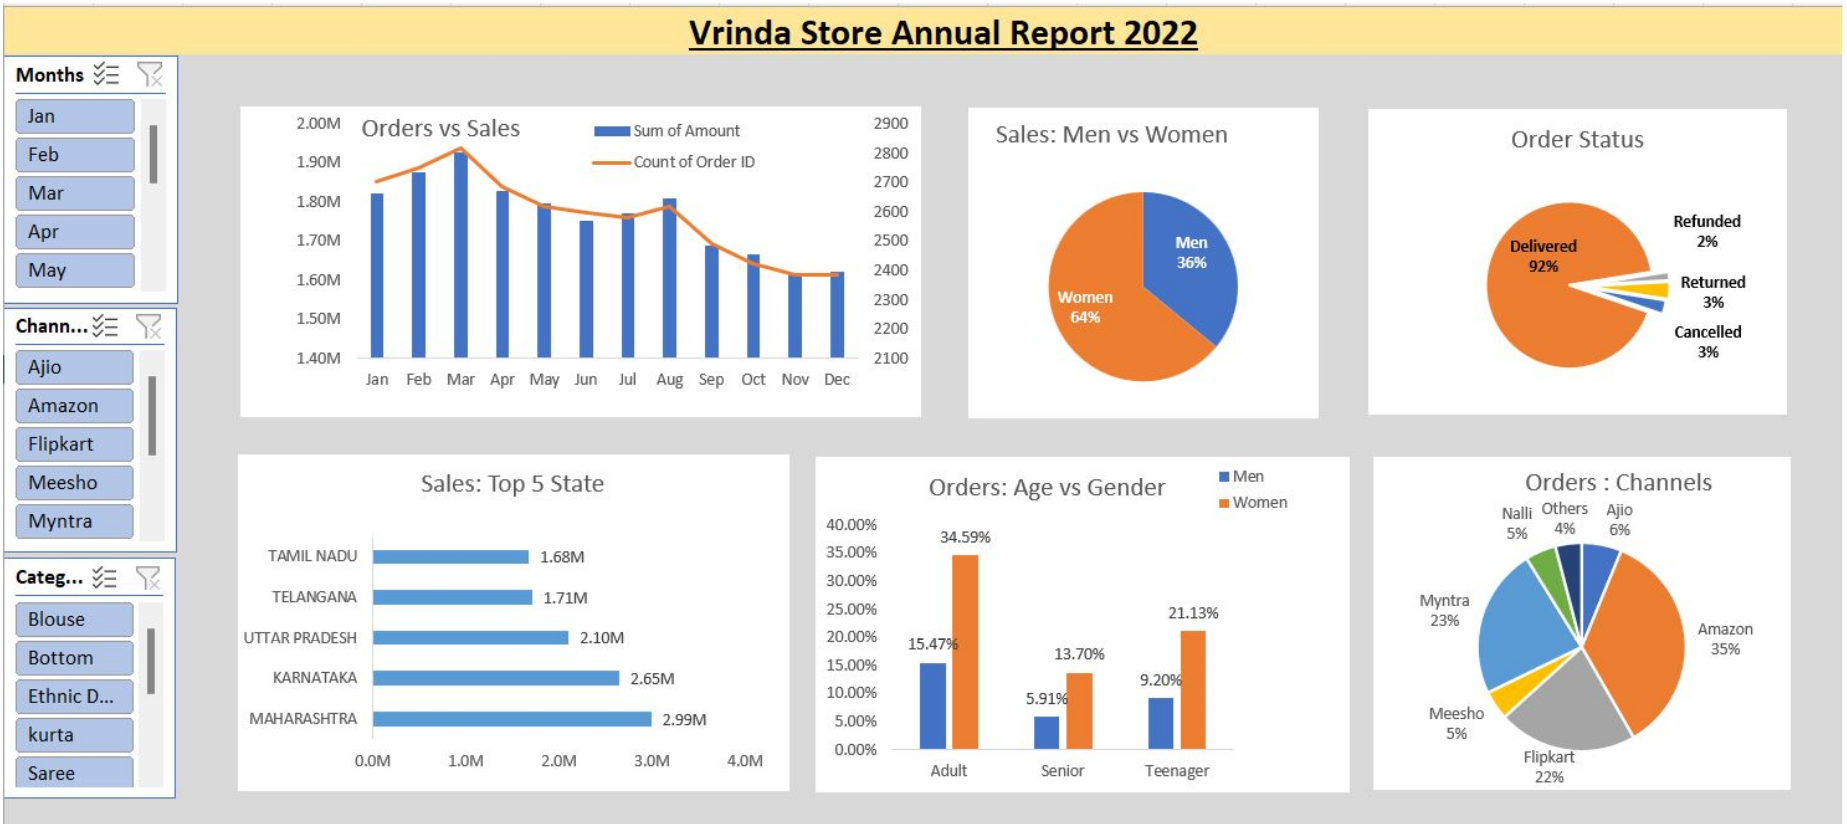 Vrinda Store Annual Report 2022
Months
Jan
Feb
Mar
Apr
May
Chann...
Ajio
Amazon
Flipkart
Meesho
Myntra
Categ...
Blouse
Bottom
Ethnic D...
kurta
Saree
Orders vs Sales
Sum of Amount
Count of Order ID
2.00M
1.90M
1.80M
1.70M
1.60M
1.50M
1.40M
2900
2800
2700
2600
2500
2400
2300
2200
2100
Jan Feb Mar Apr May Jun Jul Aug Sep Oct Nov Dec
Sales: Men vs Women
Men
36%
Women
64%
Order Status
Delivered
92%
Refunded
2%
Returned
3%
Cancelled
3%
Sales: Top 5 State
TAMIL NADU 1.68M
TELANGANA 1.71M
UTTAR PRADESH 2.10M
KARNATAKA 2.65M
MAHARASHTRA 2.99M
0.0M 1.0M 2.0M 3.0M 4.0M
Orders: Age vs Gender
Men
Women
40.00%
35.00%
30.00%
25.00%
20.00%
15.00%
10.00%
5.00%
0.00%
15.47% 34.59%
5.91% 13.70%
9.20% 21.13%
Adult Senior Teenager
Orders : Channels
Nalli
5%
Others
4%
Ajio
6%
Myntra
23%
Amazon
35%
Meesho
5%
Flipkart
22%